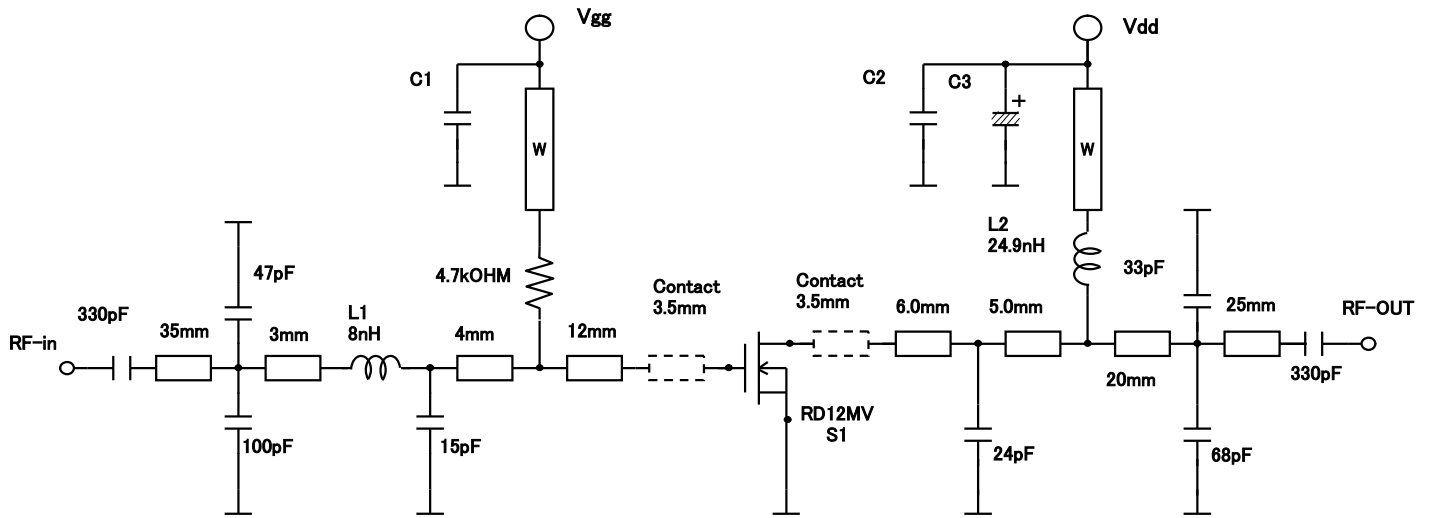 Vgg
Vdd
C1
C2
C3
+
W
W
L2
24.9nH
47pF
4.7kOHM
Contact
3.5mm
Contact
3.5mm
33pF
330pF
35mm
3mm
L1
8nH
4mm
12mm
6.0mm
5.0mm
25mm
RF-OUT
RF-in
20mm
330pF
RD12MV
S1
100pF
15pF
24pF
68pF